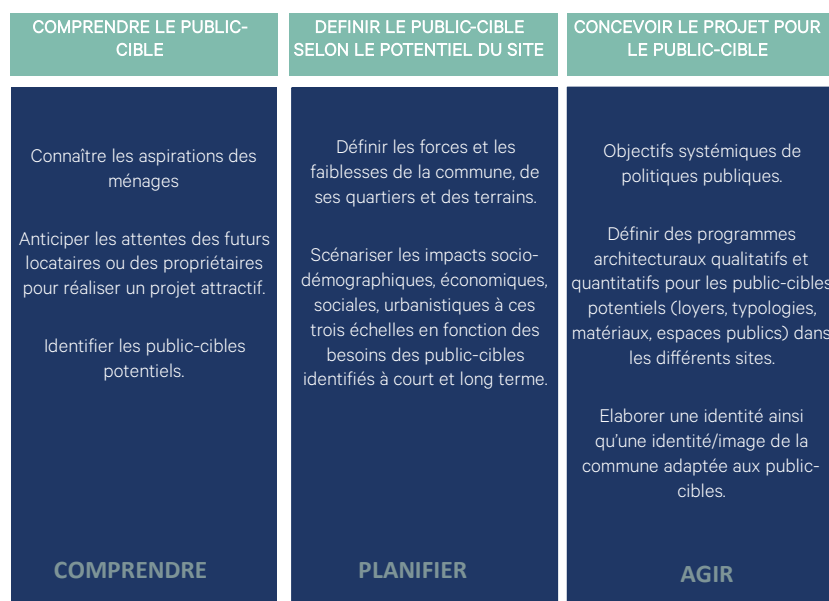 COMPRENDRE LE PUBLIC-
CIBLE
Connaître les aspirations des
ménages
Anticiper les attentes des futurs
locataires ou des propriétaires
pour réaliser un projet attractif.
Identifier les public-cibles
potentiels.
COMPRENDRE
DEFINIR LE PUBLIC-CIBLE
SELON LE POTENTIEL DU SITE
Définir les forces et les
faiblesses de la commune, de
ses quartiers et des terrains.
Scénariser les impacts socio-
démographiques, économiques,
sociales, urbanistiques à ces
trois échelles en fonction des
besoins des public-cibles
identifiés à court et long terme.
PLANIFIER
CONCEVOIR LE PROJET POUR
LE PUBLIC-CIBLE
Objectifs systémiques de
politiques publiques.
Définir des programmes
architecturaux qualitatifs et
quantitatifs pour les public-cibles
potentiels (loyers, typologies,
matériaux, espaces publics) dans
les différents sites.
Elaborer une identité ainsi
qu'une identité/image de la
commune adaptée aux public-
cibles.
AGIR